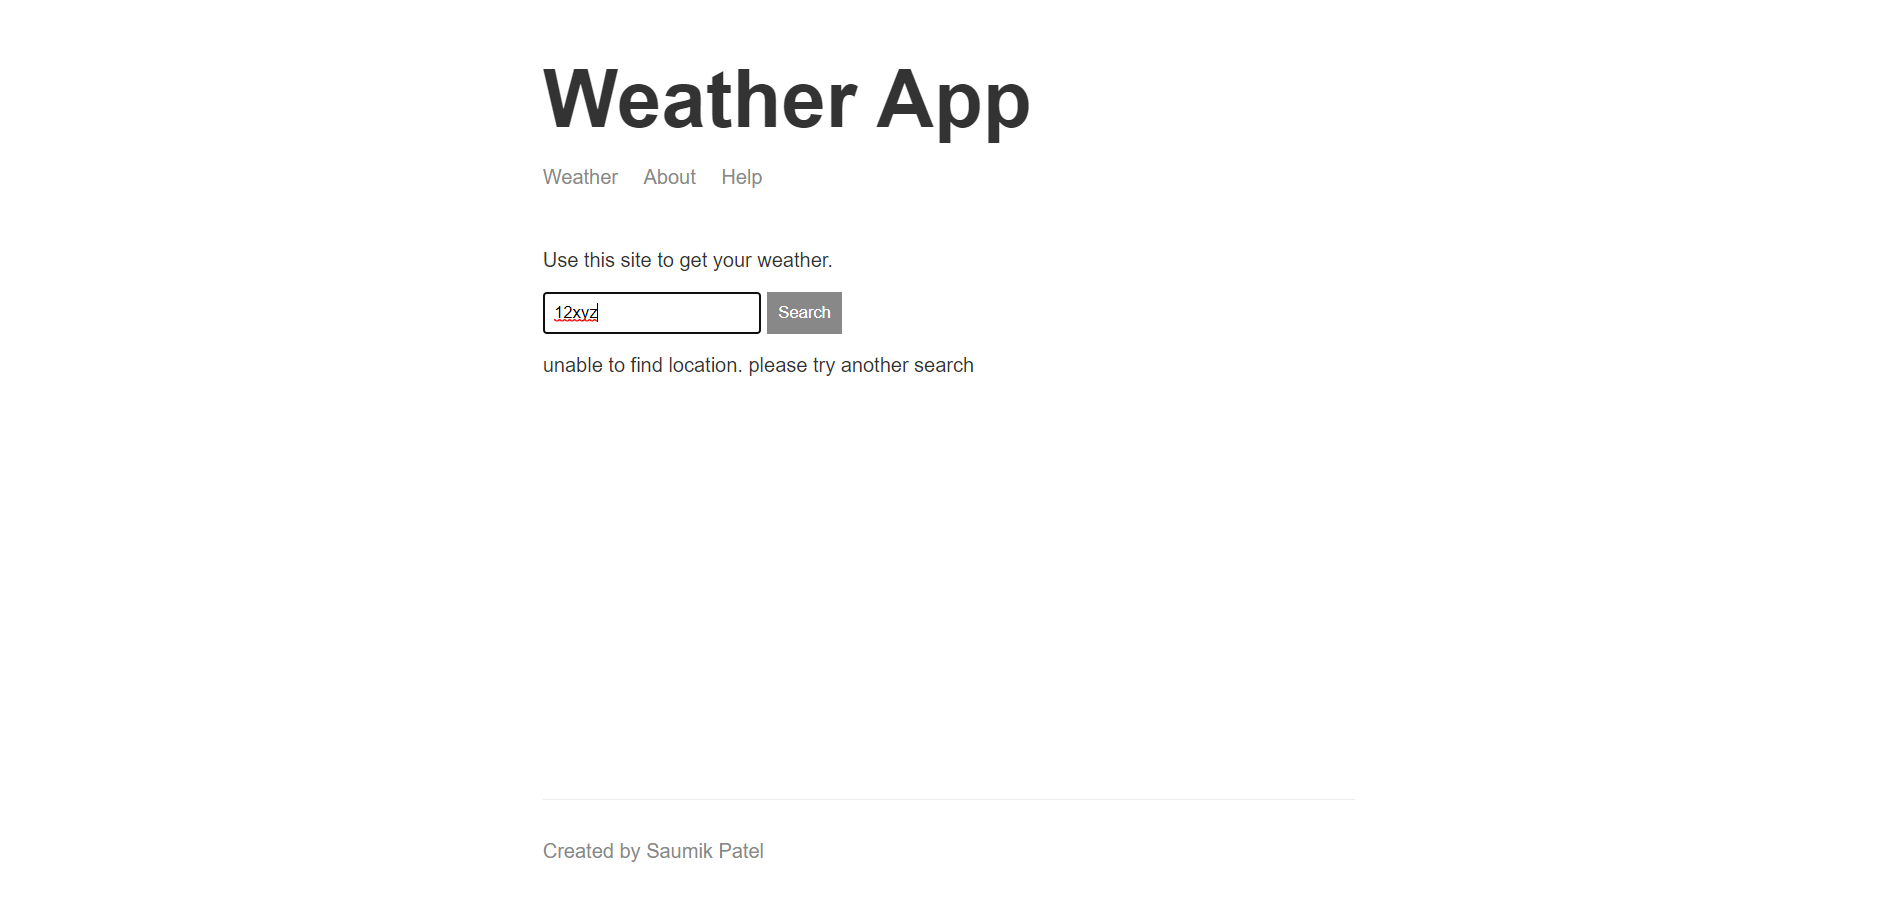 Weather App
Weather About Help
Use this site to get your weather.
12xyz Search
unable to find location. please try another search
Created by Saumik Patel